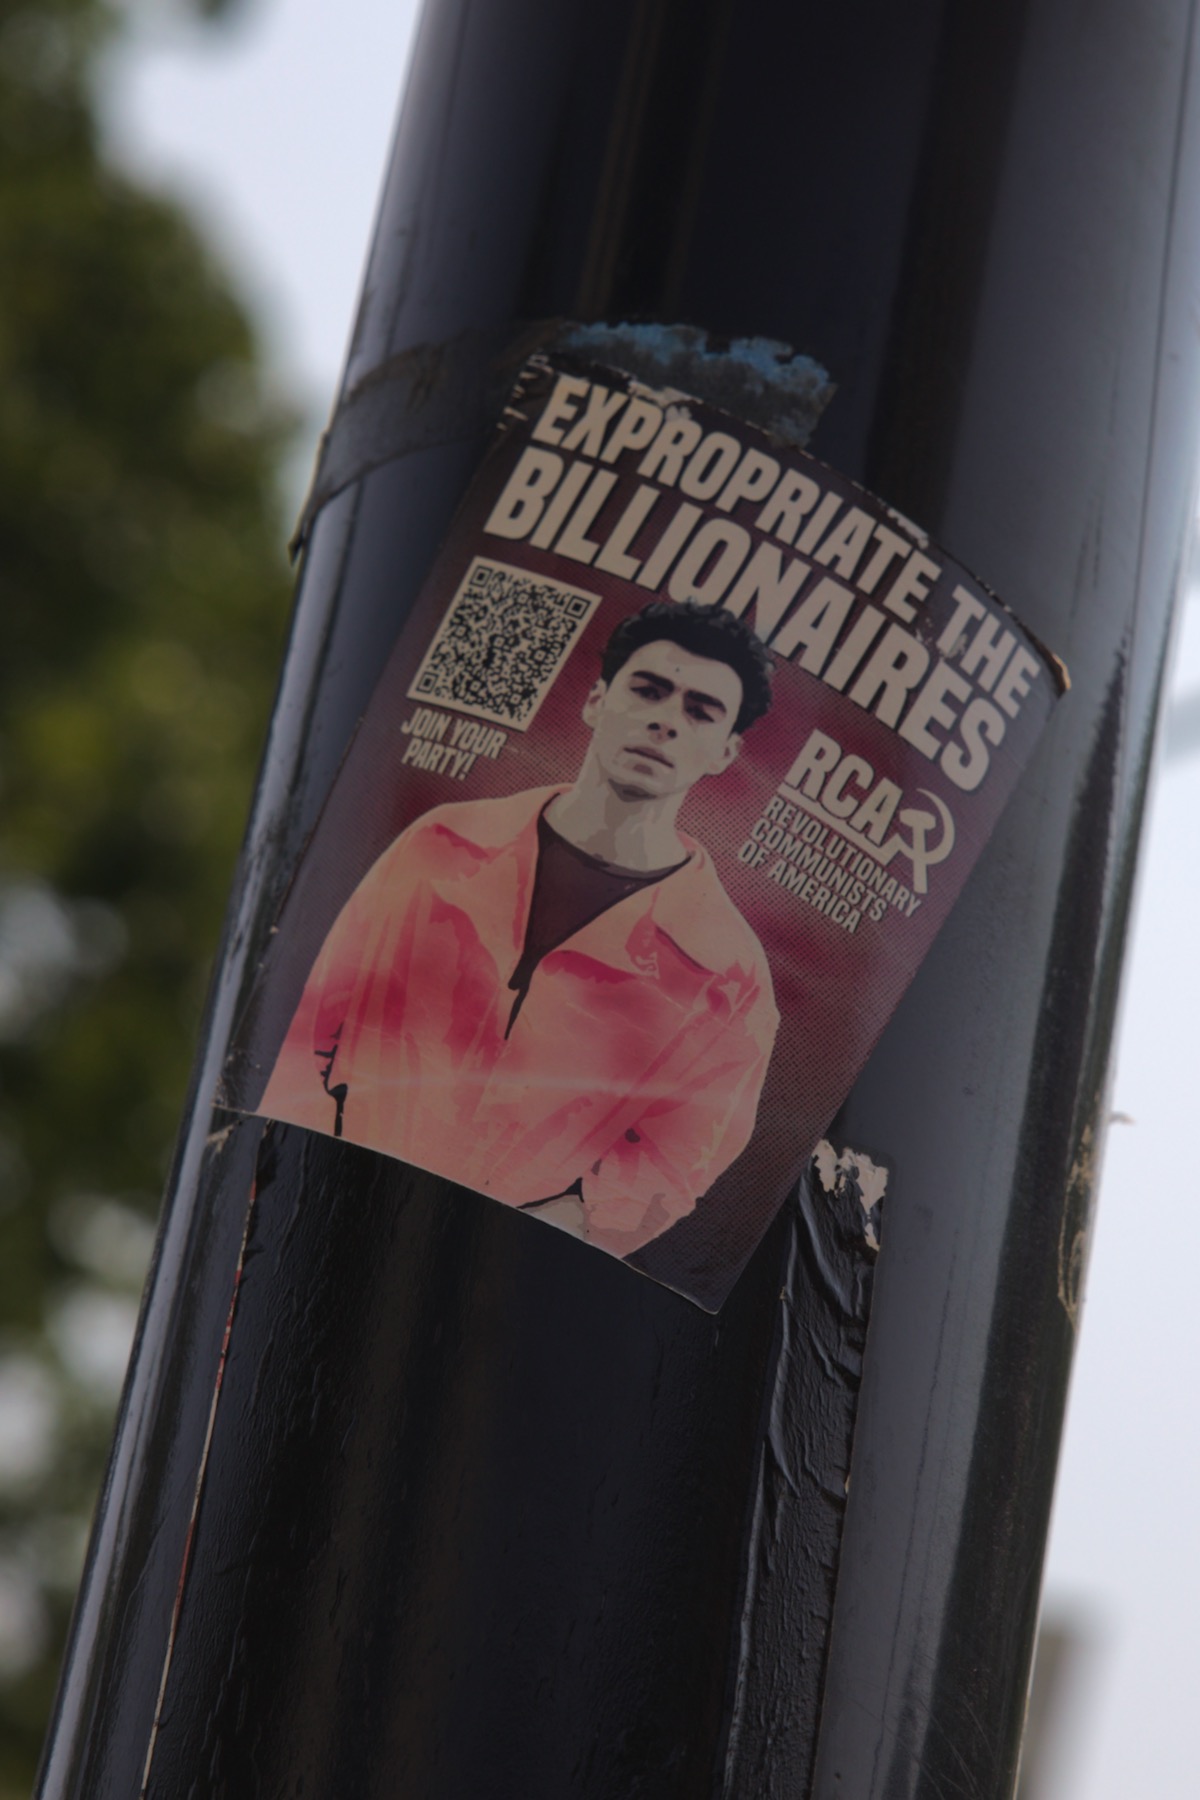 EXPROPRIATE THE
BILLIONAIRES
JOIN YOUR
PARTY!
RCA
REVOLUTIONARY
COMMUNISTS
OF AMERICA